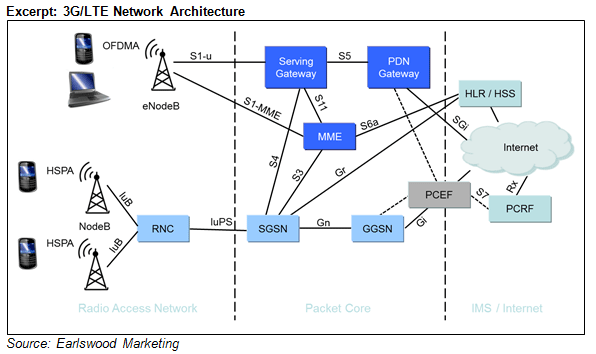 Excerpt: 3G/LTE Network Architecture
OFDMA
S1-u
Serving
Gateway
S5
PDN
Gateway
eNodeB
HLR / HSS
S1-MME
S11
MME
S6a
SGi
Internet
S4
S3
Gr
HSPA
IuB
NodeB
PCEF
S7
Rx
PCRF
RNC
IuPS
SGSN
Gn
GGSN
Gi
HSPA
IuB
Radio Access Network
Packet Core
IMS / Internet
Source: Earlswood Marketing